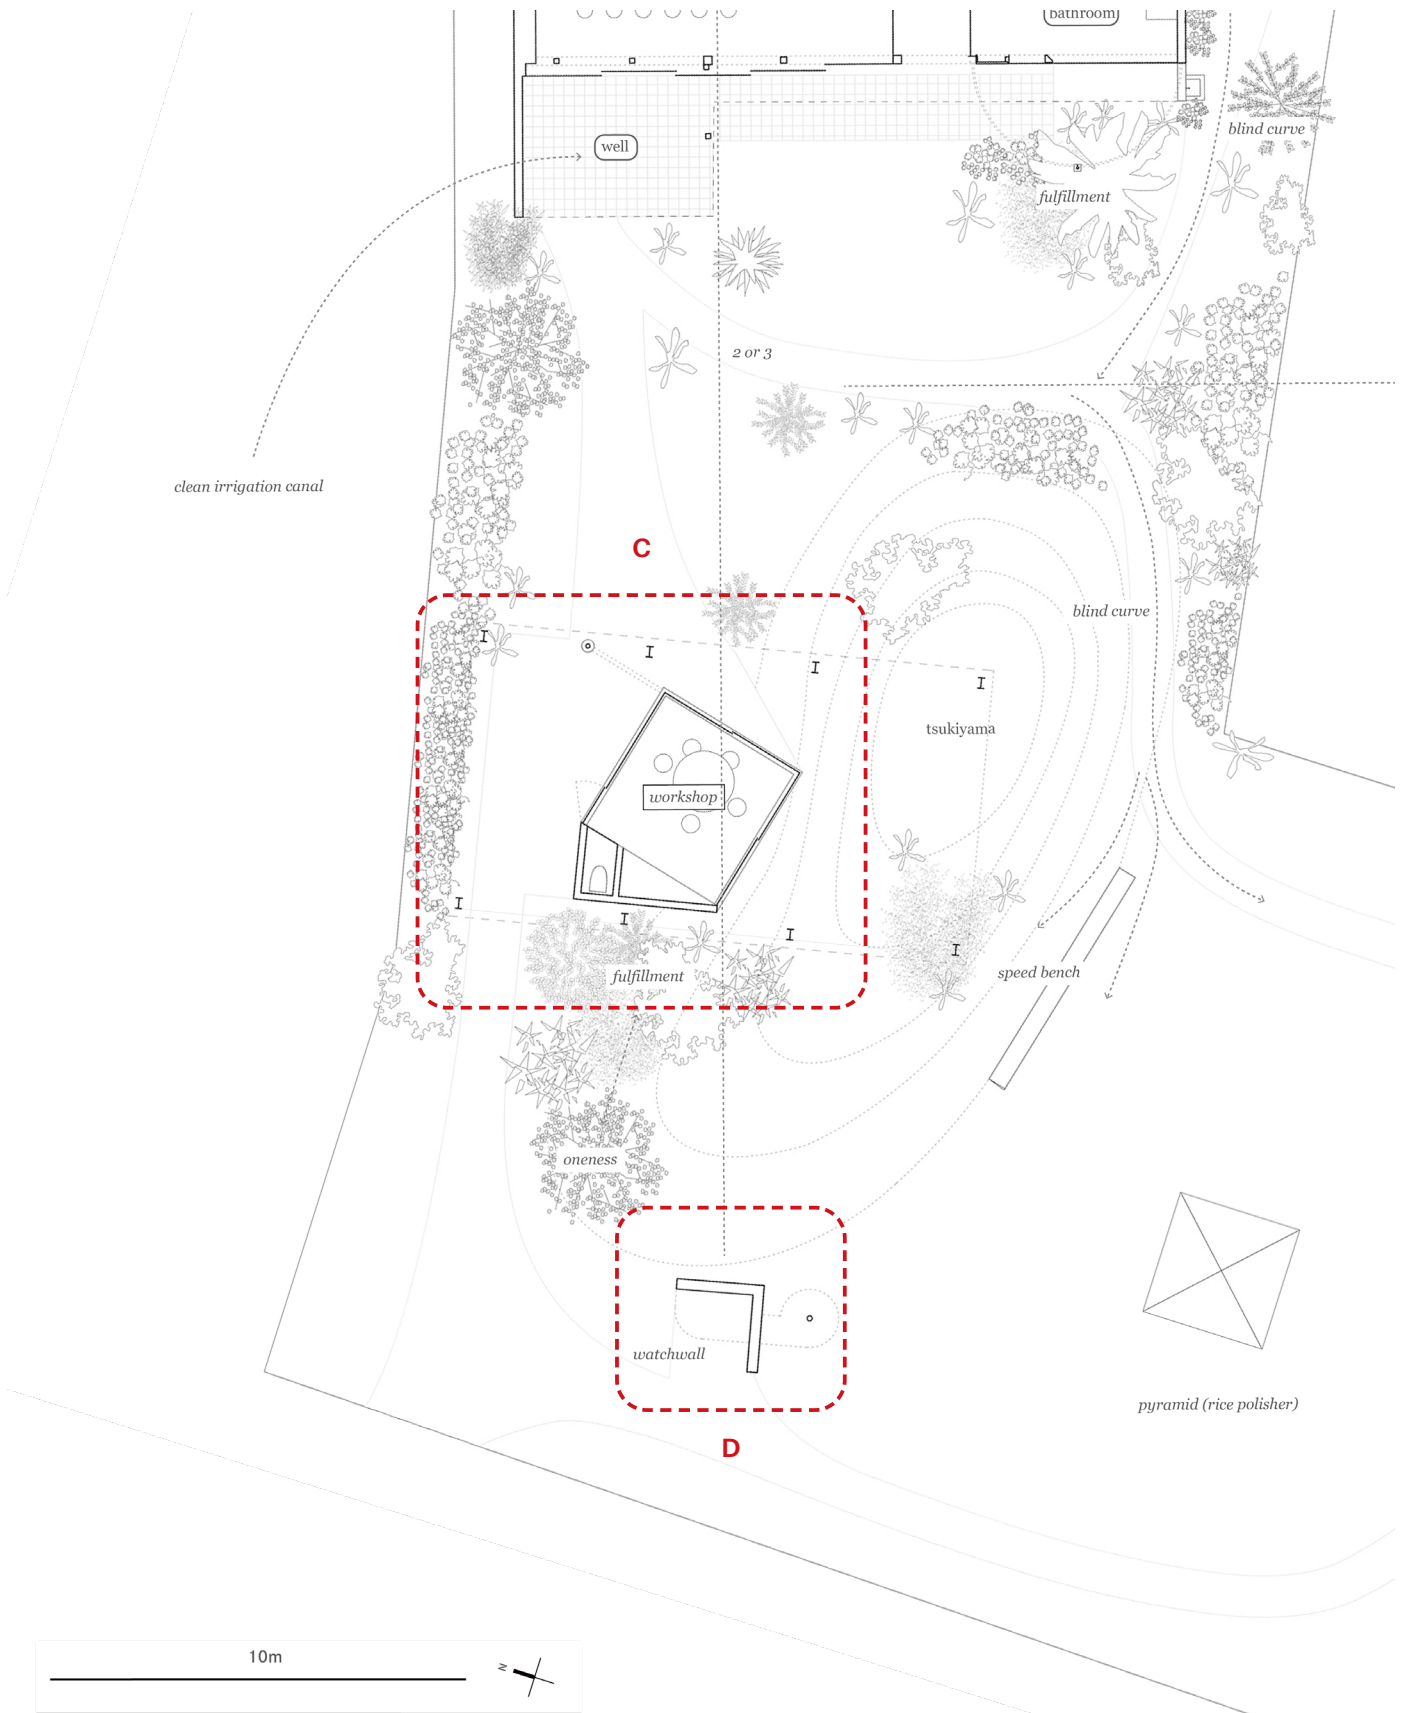 bathroom
blind curve
well
fulfillment
2 or 3
clean irrigation canal
C
blind curve
tsukiyama
workshop
speed bench
fulfillment
oneness
watchwall
pyramid (rice polisher)
D
10m
N